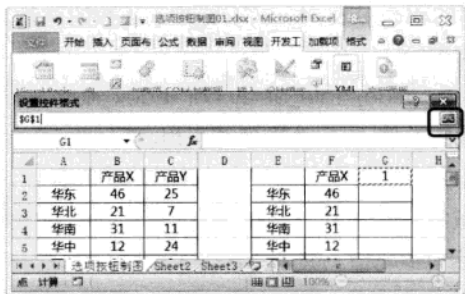 选项按钮制图01.xlsx - Microsoft Excel
开始 插入 页面布 公式 数据 审阅 视图 开发工 加载项 格式
XML
设置控件格式
$G$1
G1 fx
A B C D E F G H
1 产品X 产品Y 产品X 1
2 华东 46 25 华东 46
3 华北 21 7 华北 21
4 华南 31 11 华南 31
5 华中 12 24 华中 12
选项按钮制图 Sheet2 Sheet3
点 计算 100%